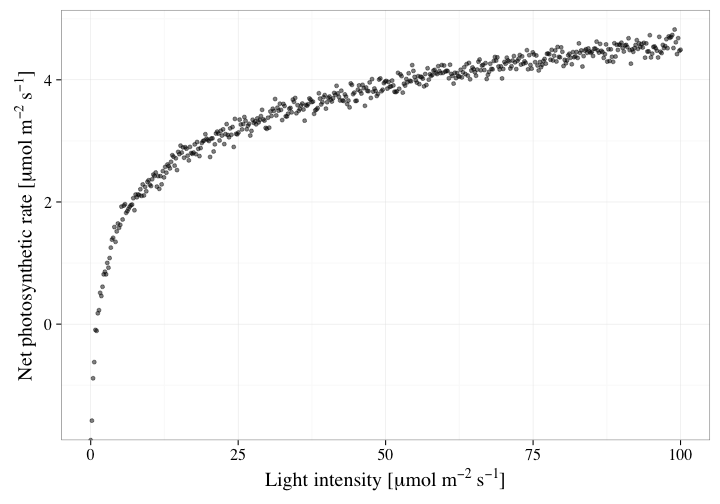 Net photosynthetic rate [μmol m⁻² s⁻¹]
4
2
0
0 25 50 75 100
Light intensity [μmol m⁻² s⁻¹]